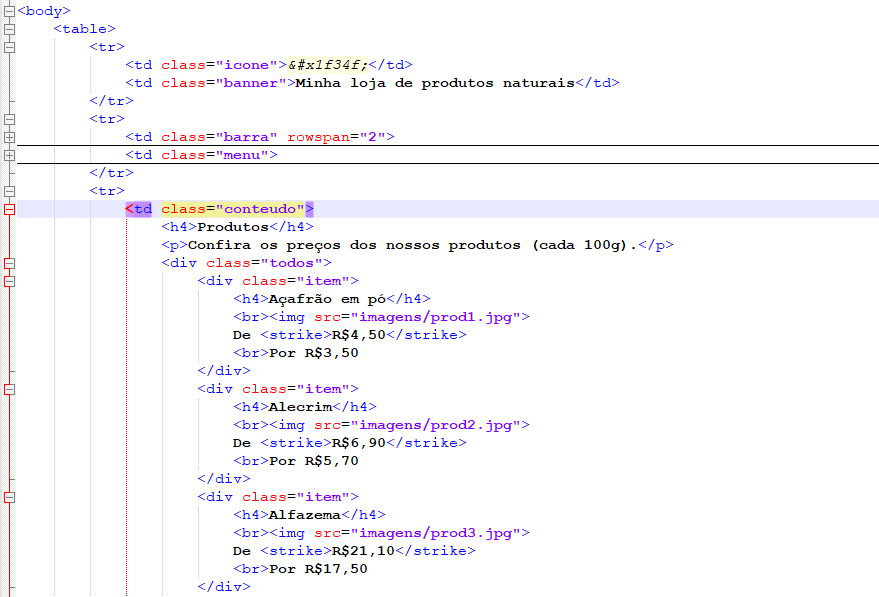 <body>
<table>
<tr>
<td class="icone">&#x1f34f;</td>
<td class="banner">Minha loja de produtos naturais</td>
</tr>
<tr>
<td class="barra" rowspan="2">
<td class="menu">
</tr>
<tr>
<td class="conteudo">
<h4>Produtos</h4>
<p>Confira os preços dos nossos produtos (cada 100g).</p>
<div class="todos">
<div class="item">
<h4>Açafrão em pó</h4>
<br><img src="imagens/prod1.jpg">
De <strike>R$4,50</strike>
<br>Por R$3,50
</div>
<div class="item">
<h4>Alecrim</h4>
<br><img src="imagens/prod2.jpg">
De <strike>R$6,90</strike>
<br>Por R$5,70
</div>
<div class="item">
<h4>Alfazema</h4>
<br><img src="imagens/prod3.jpg">
De <strike>R$21,10</strike>
<br>Por R$17,50
</div>